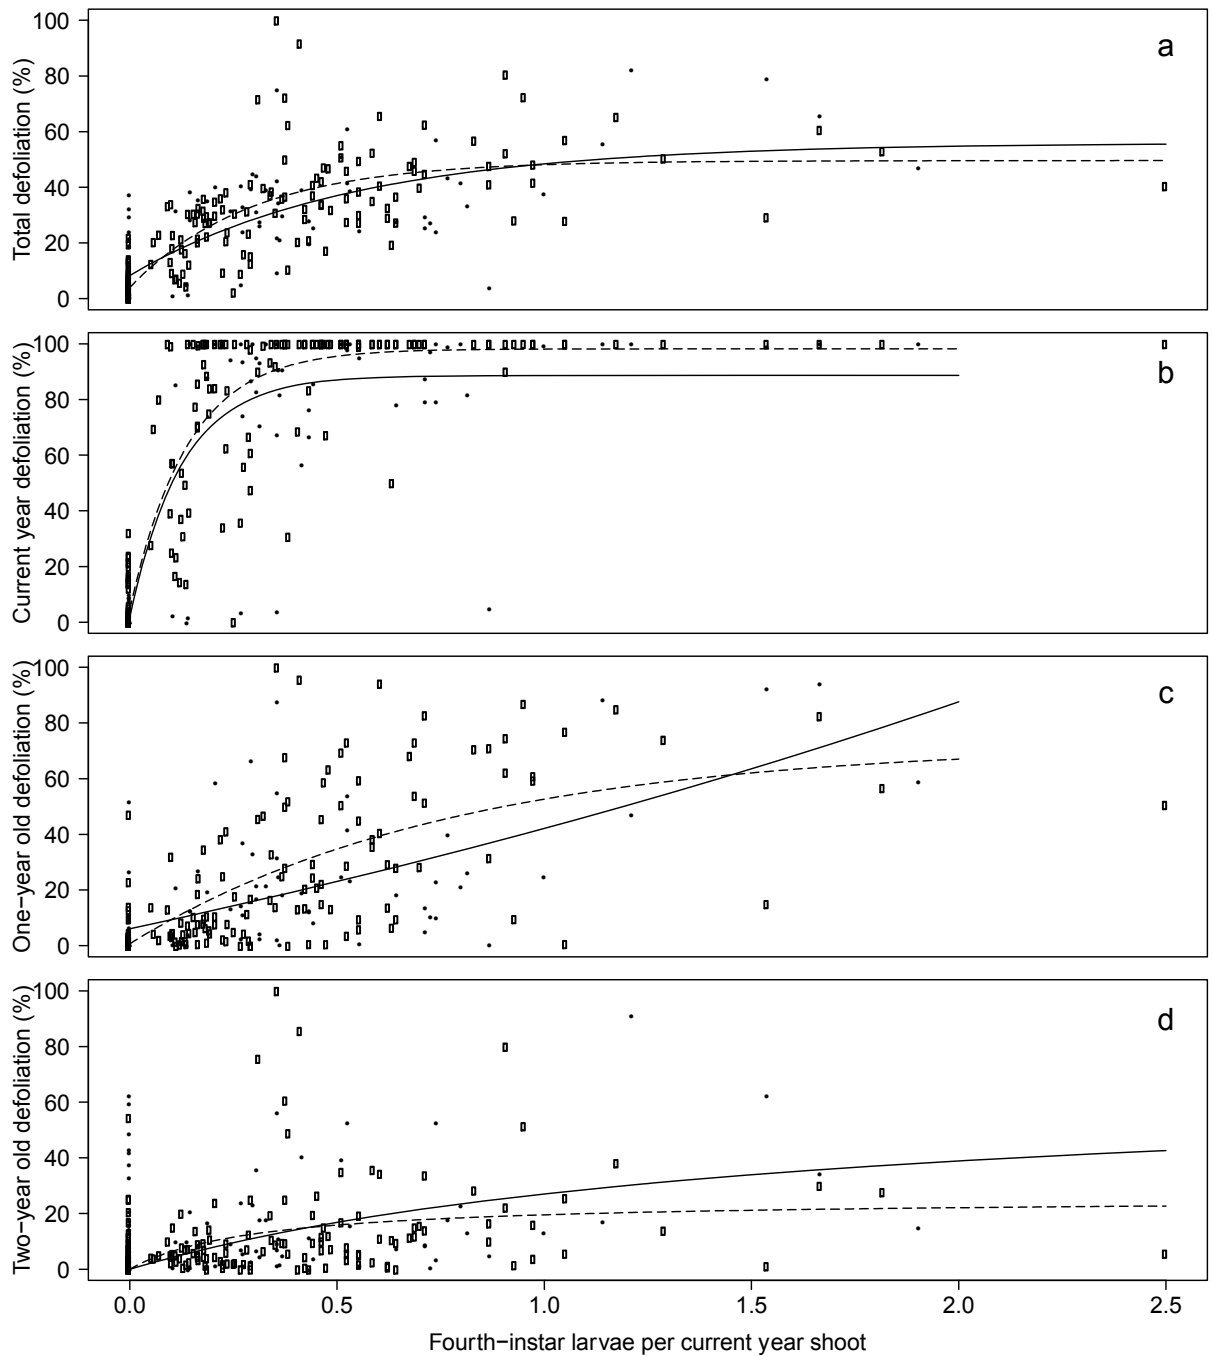 a
Total defoliation (%)
100
80
60
40
20
0
b
Current year defoliation (%)
100
80
60
40
20
0
c
One−year old defoliation (%)
100
80
60
40
20
0
d
Two−year old defoliation (%)
100
80
60
40
20
0
0.0 0.5 1.0 1.5 2.0 2.5
Fourth−instar larvae per current year shoot